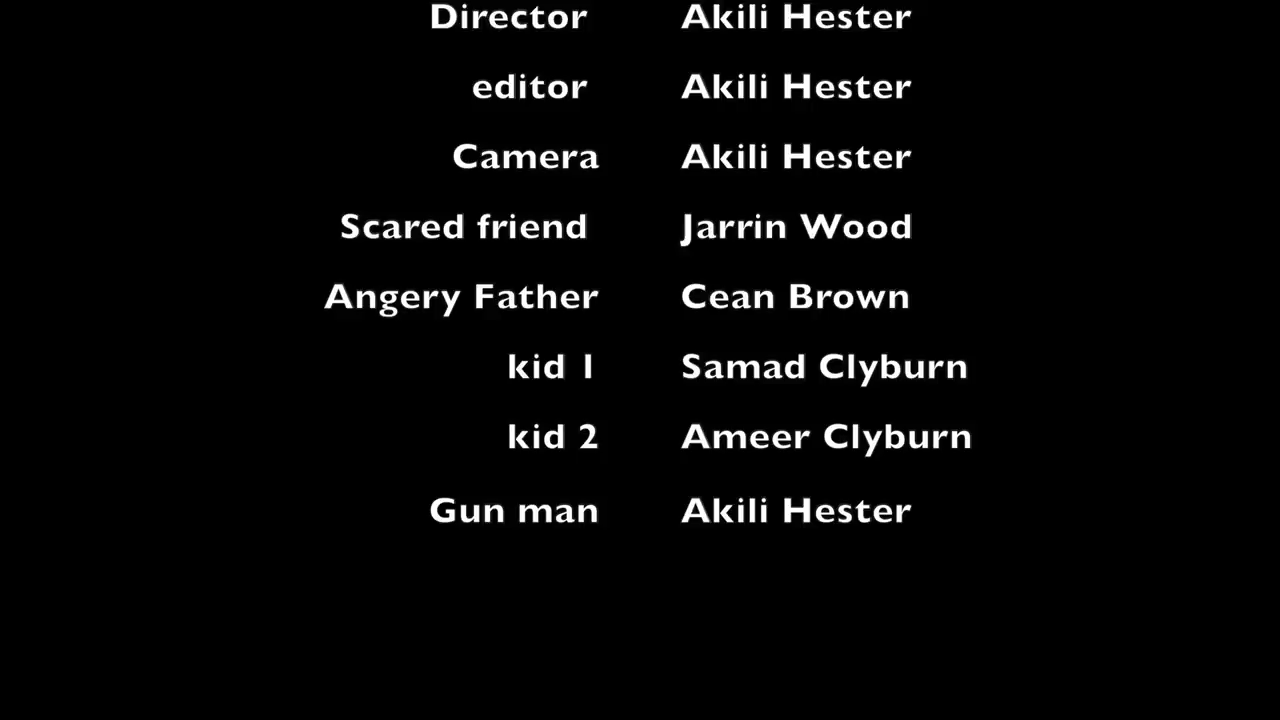 Director Akili Hester
editor Akili Hester
Camera Akili Hester
Scared friend Jarrin Wood
Angery Father Cean Brown
kid 1 Samad Clyburn
kid 2 Ameer Clyburn
Gun man Akili Hester